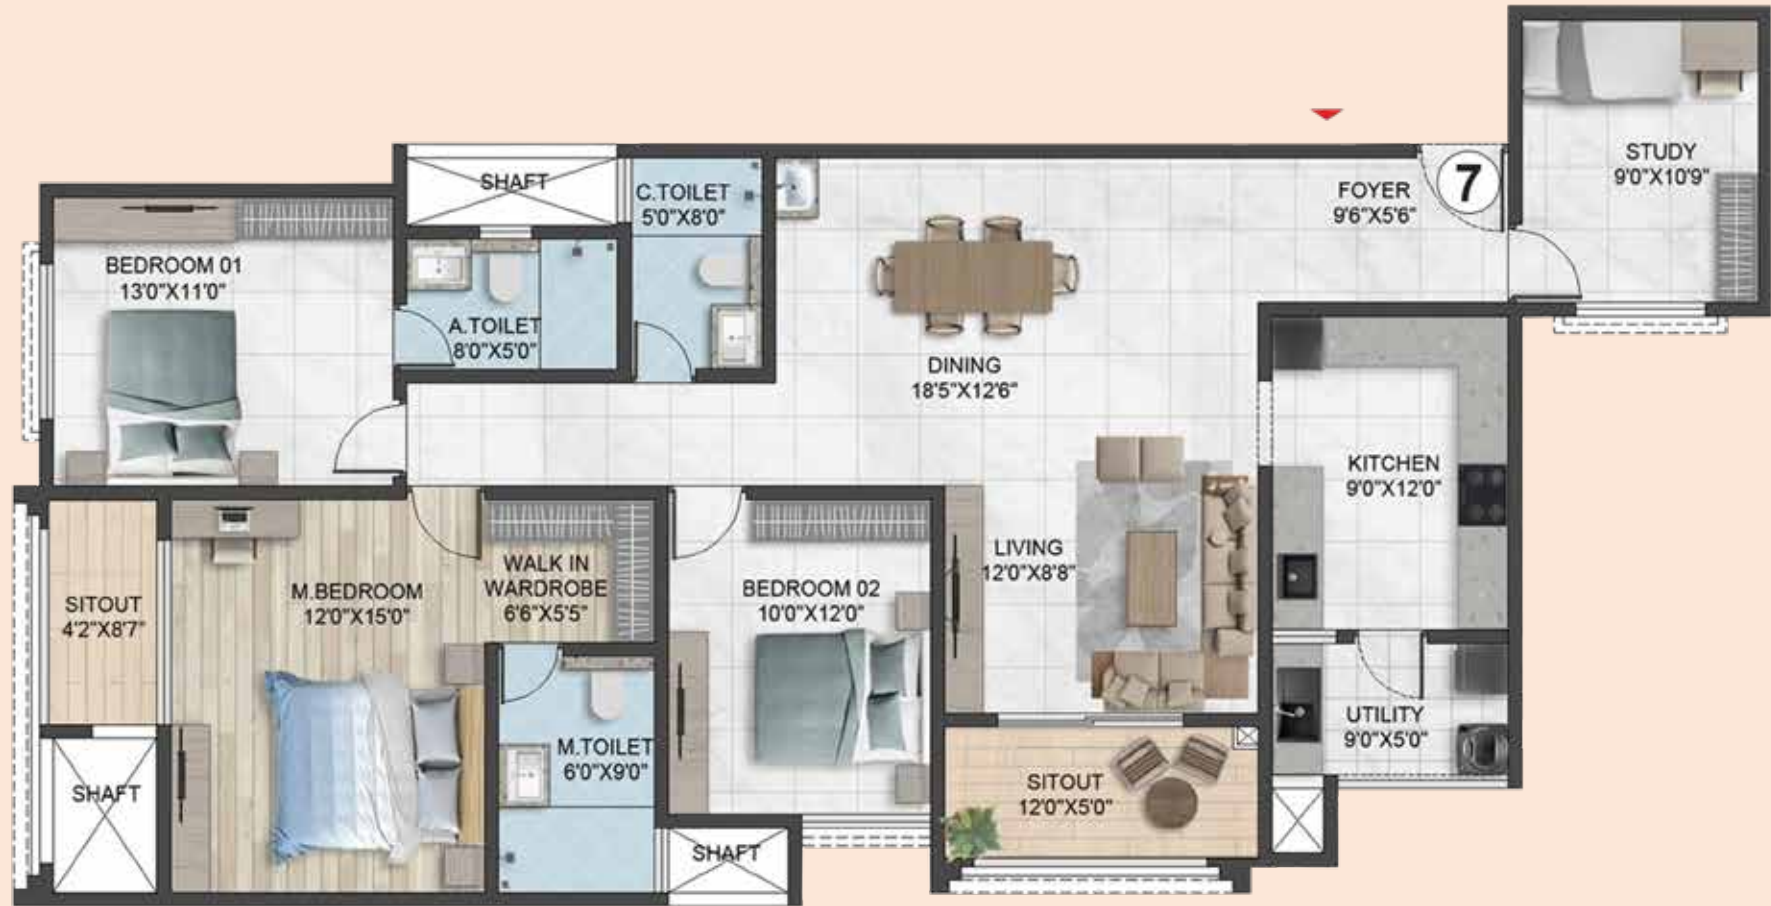 STUDY
9'0"X10'9"
SHAFT
C.TOILET
5'0"X8'0"
FOYER
9'6"X5'6"
7
BEDROOM 01
13'0"X11'0"
A.TOILET
8'0"X5'0"
DINING
18'5"X12'6"
KITCHEN
9'0"X12'0"
LIVING
12'0"X8'8"
SITOUT
4'2"X8'7"
M.BEDROOM
12'0"X15'0"
WALK IN
WARDROBE
6'6"X5'5"
BEDROOM 02
10'0"X12'0"
UTILITY
9'0"X5'0"
M.TOILET
6'0"X9'0"
SHAFT
SITOUT
12'0"X5'0"
SHAFT